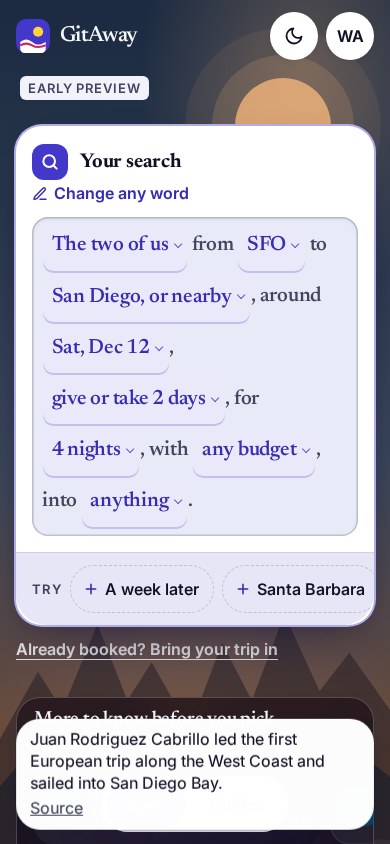 GitAway
WA
EARLY PREVIEW
Your search
Change any word
The two of us from SFO to
San Diego, or nearby , around
Sat, Dec 12 ,
give or take 2 days , for
4 nights , with any budget ,
into anything .
TRY + A week later + Santa Barbara
Already booked? Bring your trip in
More to know before you pick
Juan Rodriguez Cabrillo led the first
European trip along the West Coast and
sailed into San Diego Bay.
Source